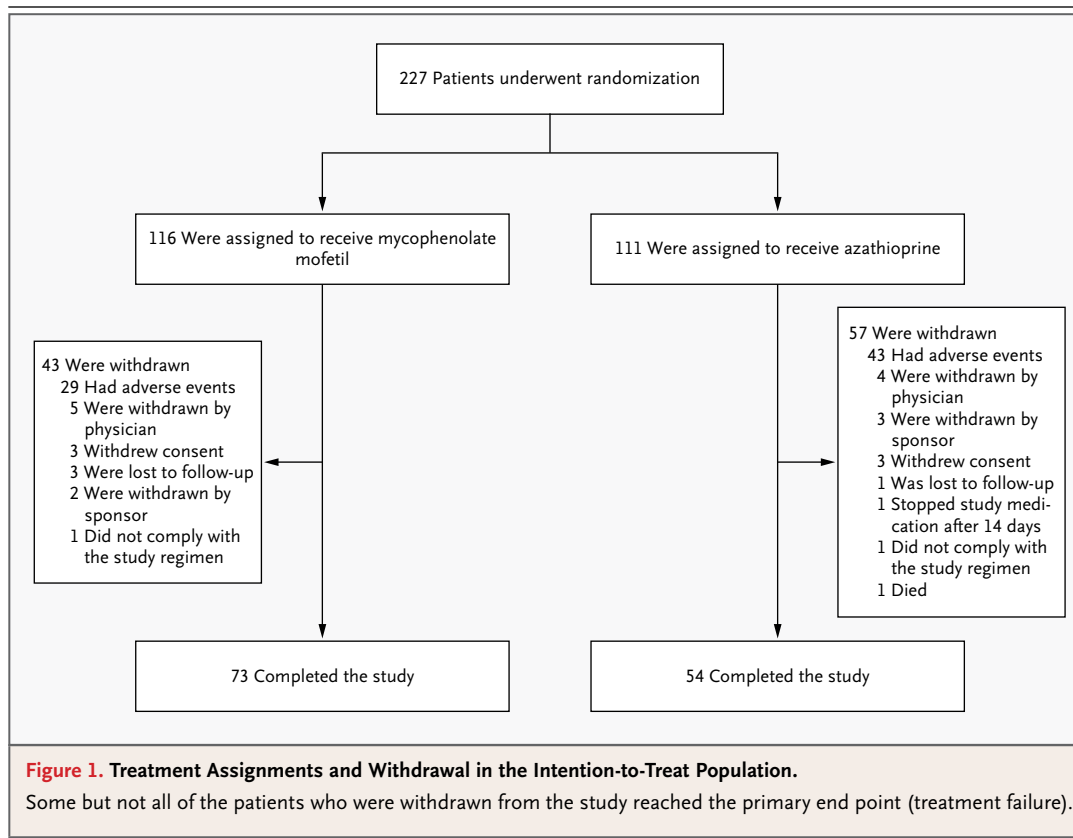 227 Patients underwent randomization
116 Were assigned to receive mycophenolate
mofetil
111 Were assigned to receive azathioprine
43 Were withdrawn
29 Had adverse events
5 Were withdrawn by
physician
3 Withdrew consent
3 Were lost to follow-up
2 Were withdrawn by
sponsor
1 Did not comply with
the study regimen
57 Were withdrawn
43 Had adverse events
4 Were withdrawn by
physician
3 Were withdrawn by
sponsor
3 Withdrew consent
1 Was lost to follow-up
1 Stopped study medi-
cation after 14 days
1 Did not comply with
the study regimen
1 Died
73 Completed the study
54 Completed the study
Figure 1. Treatment Assignments and Withdrawal in the Intention-to-Treat Population.
Some but not all of the patients who were withdrawn from the study reached the primary end point (treatment failure).